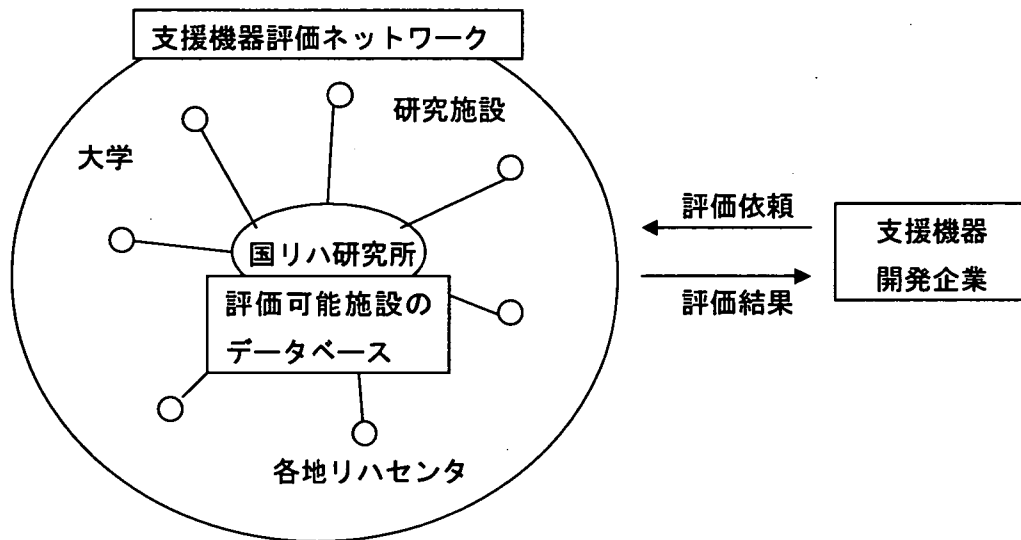 支援機器評価ネットワーク
研究施設
大学
国リハ研究所
評価可能施設の
データベース
各地リハセンタ
評価依頼
評価結果
支援機器
開発企業